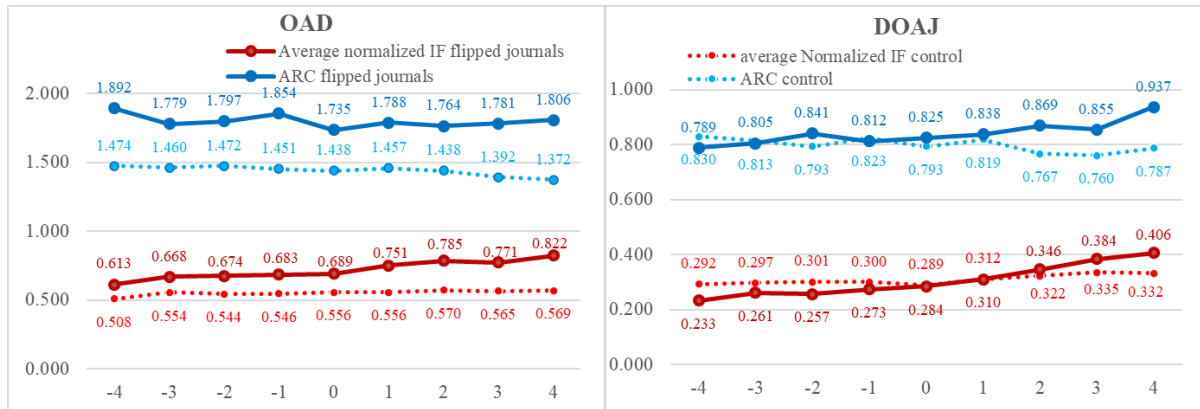 OAD
Average normalized IF flipped journals
ARC flipped journals
2.000
1.500
1.000
0.500
0.000
1.892 1.779 1.797 1.854 1.735 1.788 1.764 1.781 1.806
1.474 1.460 1.472 1.451 1.438 1.457 1.438 1.392 1.372
0.613 0.668 0.674 0.683 0.689 0.751 0.785 0.771 0.822
0.508 0.554 0.544 0.546 0.556 0.556 0.570 0.565 0.569
-4 -3 -2 -1 0 1 2 3 4
DOAJ
average Normalized IF control
ARC control
1.000
0.800
0.600
0.400
0.200
0.000
0.789 0.805 0.841 0.812 0.825 0.838 0.869 0.855 0.937
0.830 0.813 0.793 0.823 0.793 0.819 0.767 0.760 0.787
0.292 0.297 0.301 0.300 0.289 0.312 0.346 0.384 0.406
0.233 0.261 0.257 0.273 0.284 0.310 0.322 0.335 0.332
-4 -3 -2 -1 0 1 2 3 4